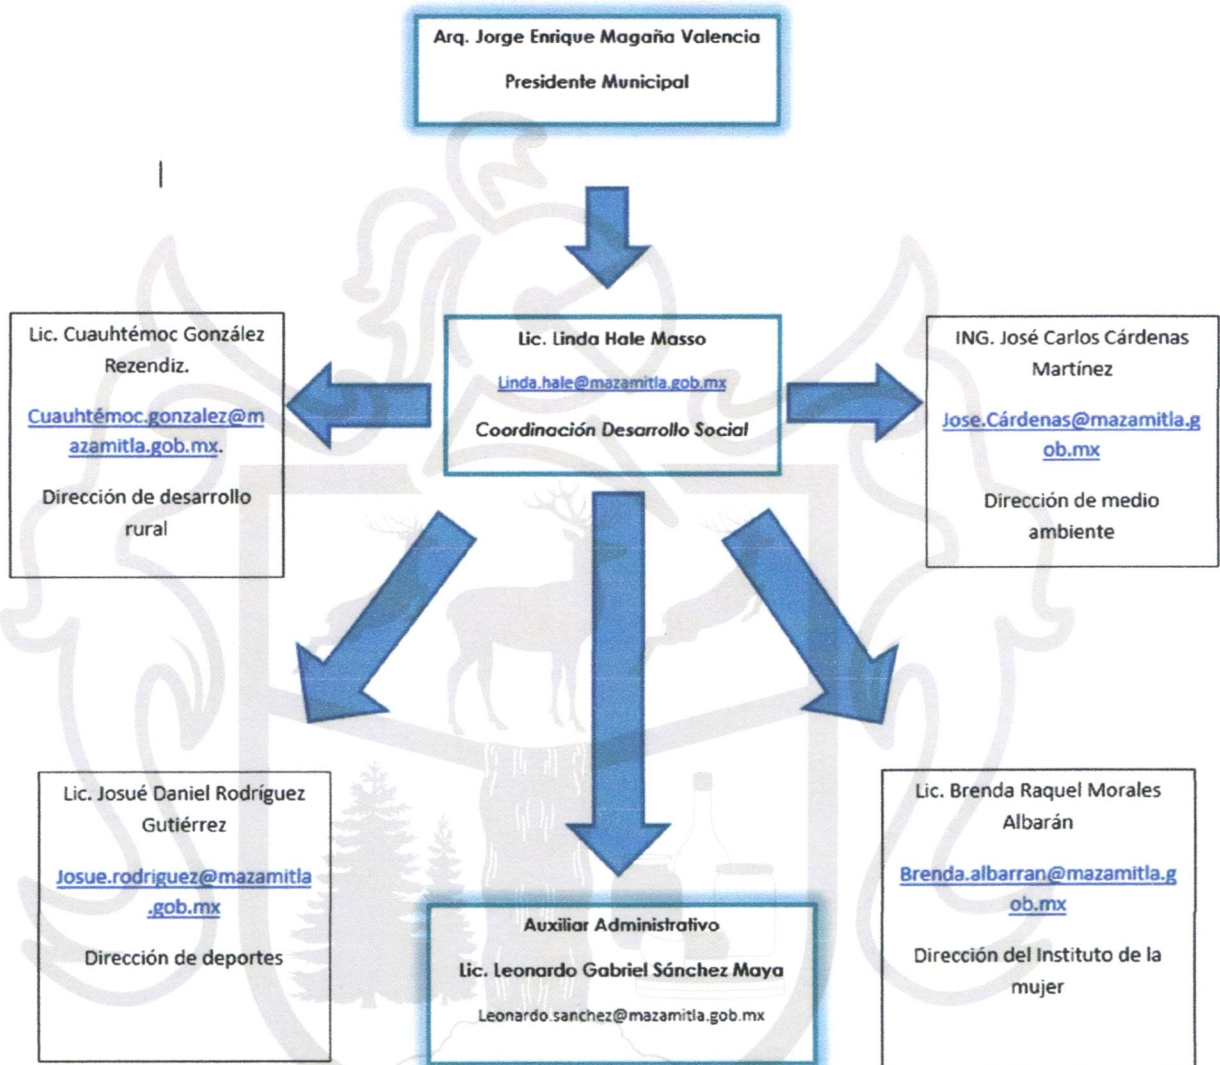 Arq. Jorge Enrique Magaña Valencia
Presidente Municipal
Lic. Cuauhtémoc González
Rezendiz.
Cuauhtémoc.gonzalez@m
azamitla.gob.mx.
Dirección de desarrollo
rural
Lic. Linda Hale Masso
Linda.hale@mazamitla.gob.mx
Coordinación Desarrollo Social
ING. José Carlos Cárdenas
Martínez
Jose.Cárdenas@mazamitla.g
ob.mx
Dirección de medio
ambiente
Lic. Josué Daniel Rodríguez
Gutiérrez
Josue.rodriguez@mazamitla
.gob.mx
Dirección de deportes
Auxiliar Administrativo
Lic. Leonardo Gabriel Sánchez Maya
Leonardo.sanchez@mazamitla.gob.mx
Lic. Brenda Raquel Morales
Albarán
Brenda.albarran@mazamitla.g
ob.mx
Dirección del Instituto de la
mujer